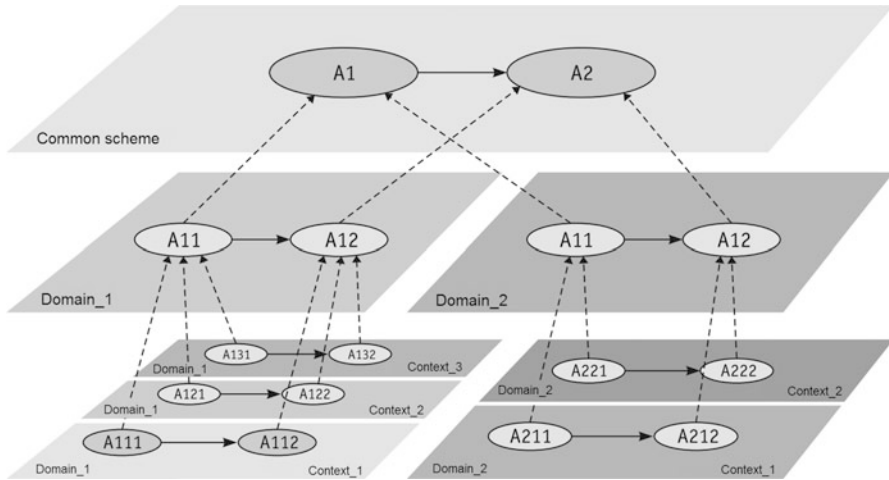 A1 A2
Common scheme
A11 A12 A11 A12
Domain_1 Domain_2
A131 A132
Domain_1 Context_3
A221 A222
Domain_2 Context_2
A121 A122
Domain_1 Context_2
A111 A112 A211 A212
Domain_1 Context_1 Domain_2 Context_1